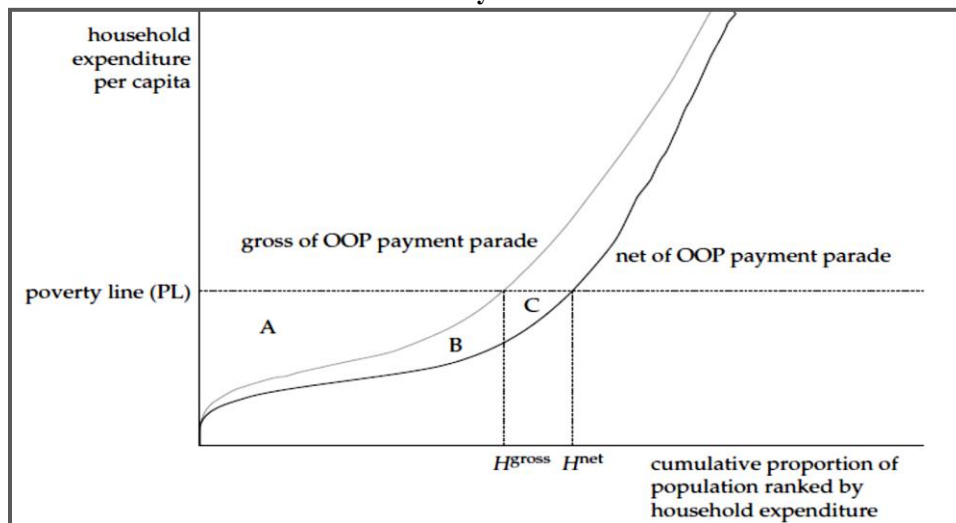 household
expenditure
per capita
gross of OOP payment parade
net of OOP payment parade
poverty line (PL)
A
C
B
Hgross
Hnet
cumulative proportion of
population ranked by
household expenditure